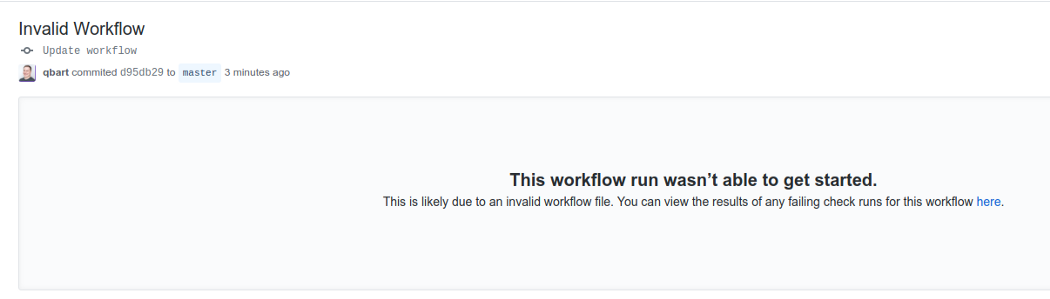 Invalid Workflow
Update workflow
qbart commited d95db29 to master 3 minutes ago
This workflow run wasn’t able to get started.
This is likely due to an invalid workflow file. You can view the results of any failing check runs for this workflow here.